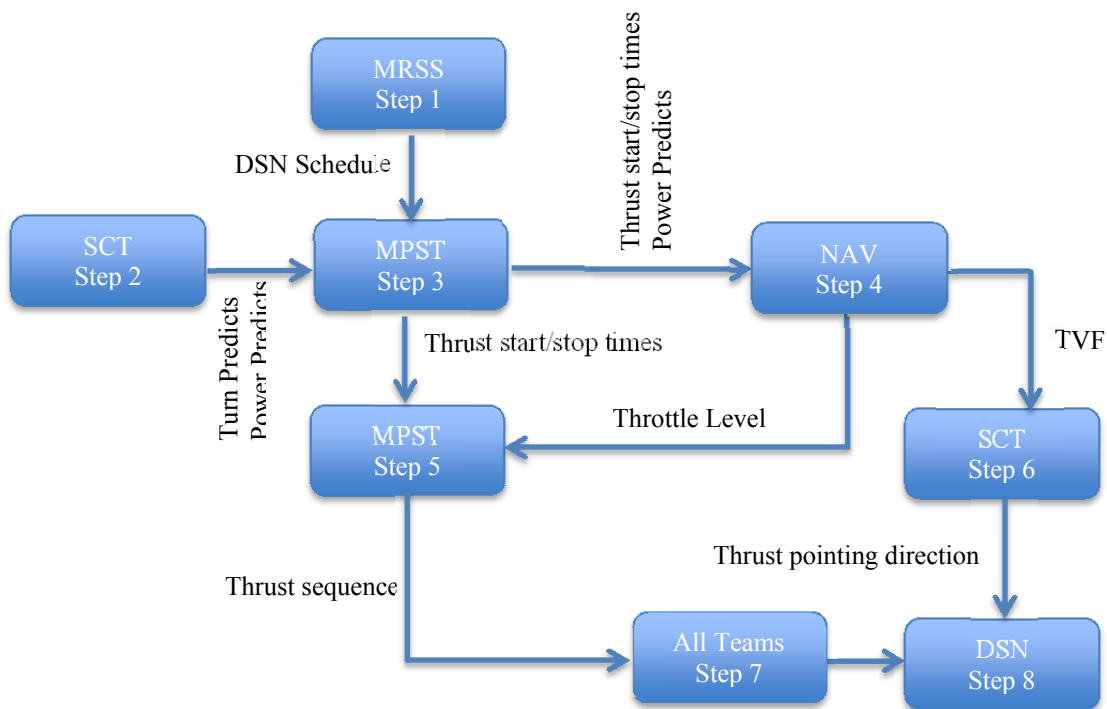 MRSS
Step 1
DSN Schedule
Thrust start/stop times
Power Predicts
SCT
Step 2
MPST
Step 3
NAV
Step 4
Turn Predicts
Power Predicts
Thrust start/stop times
TVF
Throttle Level
MPST
Step 5
SCT
Step 6
Thrust pointing direction
Thrust sequence
All Teams
Step 7
DSN
Step 8